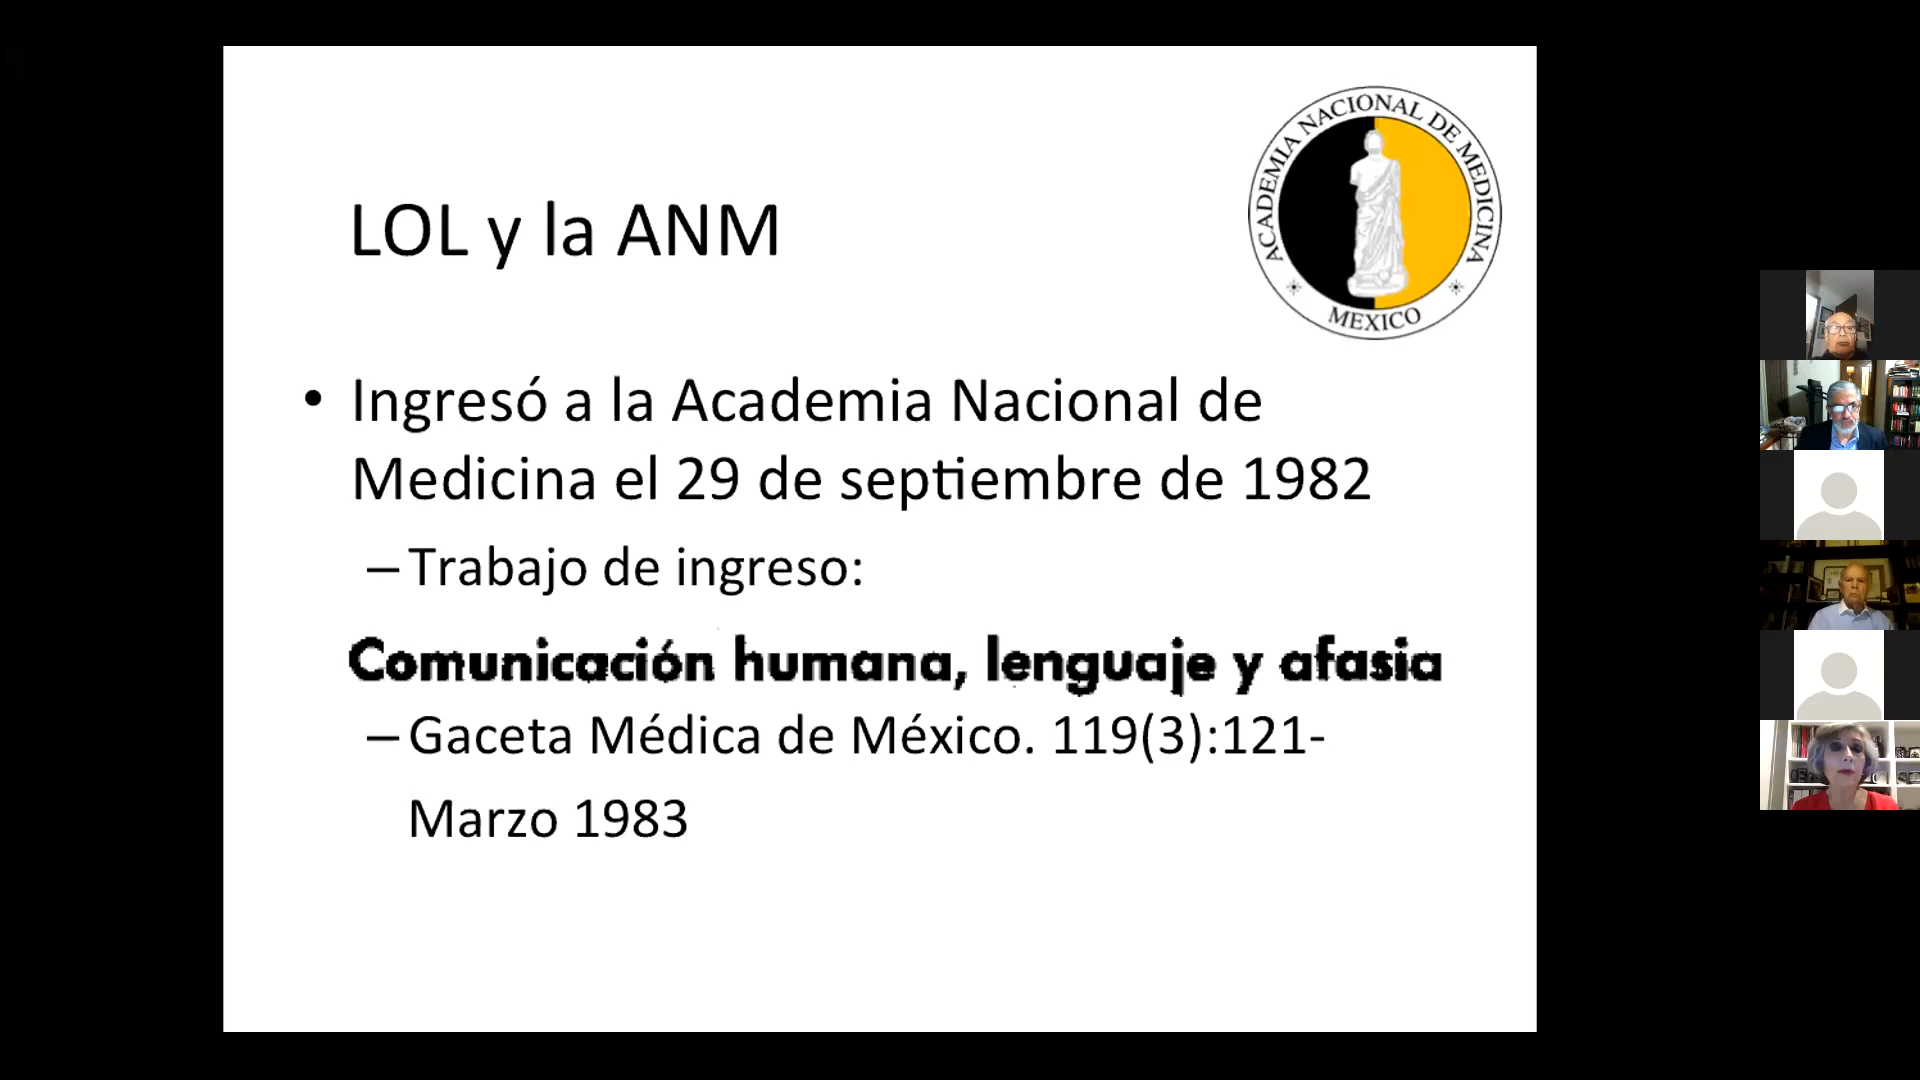 ACADEMIA NACIONAL DE MEDICINA
MEXICO
LOL y la ANM
• Ingresó a la Academia Nacional de
Medicina el 29 de septiembre de 1982
– Trabajo de ingreso:
Comunicación humana, lenguaje y afasia
– Gaceta Médica de México. 119(3):121-
Marzo 1983